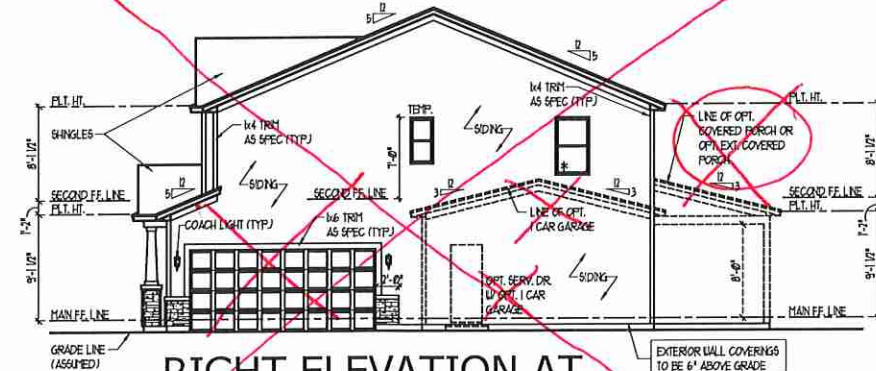 12
5
12
5
PLT. HT.
1x4 TRIM
AS SPEC (TYP.)
PLT. HT.
TEMP.
SHINGLES
1x4 TRIM
AS SPEC (TYP.)
SIDING
LINE OF OPT.
COVERED PORCH OR
OPT. EXT. COVERED
PORCH
8'-1 1/2"
7'-0"
*
8'-1 1/2"
12
5
SIDING
SECOND F.F. LINE
SECOND F.F. LINE
12
3
12
3
12
3
SECOND F.F. LINE
PLT. HT.
PLT. HT.
1'-2"
COACH LIGHT (TYP.)
1x6 TRIM
AS SPEC (TYP.)
LINE OF OPT.
1 CAR GARAGE
1'-2"
9'-1 1/2"
2'-0"
OPT. SERV. DR.
W/ OPT. 1 CAR
GARAGE
SIDING
8'-0"
9'-1 1/2"
MAIN F.F. LINE
MAIN F.F. LINE
GRADE LINE
(ASSUMED)
RIGHT ELEVATION AT
EXTERIOR WALL COVERINGS
TO BE 6" ABOVE GRADE